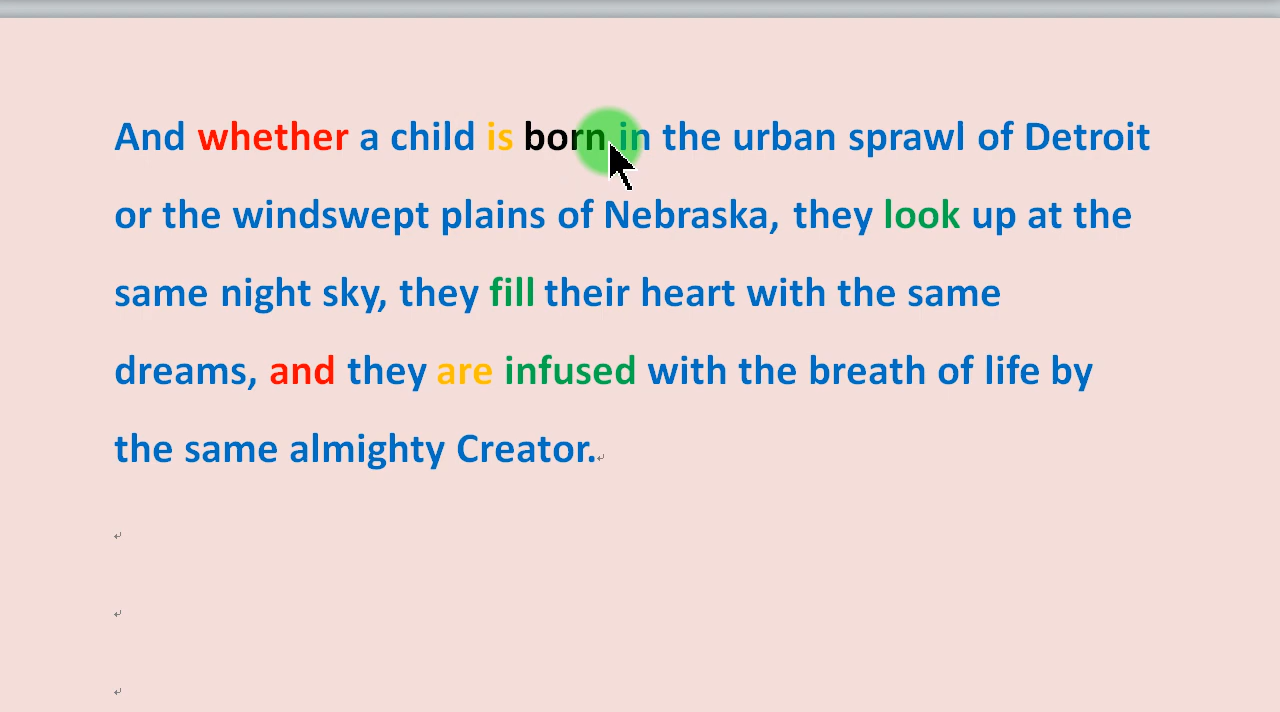 And whether a child is born in the urban sprawl of Detroit
or the windswept plains of Nebraska, they look up at the
same night sky, they fill their heart with the same
dreams, and they are infused with the breath of life by
the same almighty Creator.